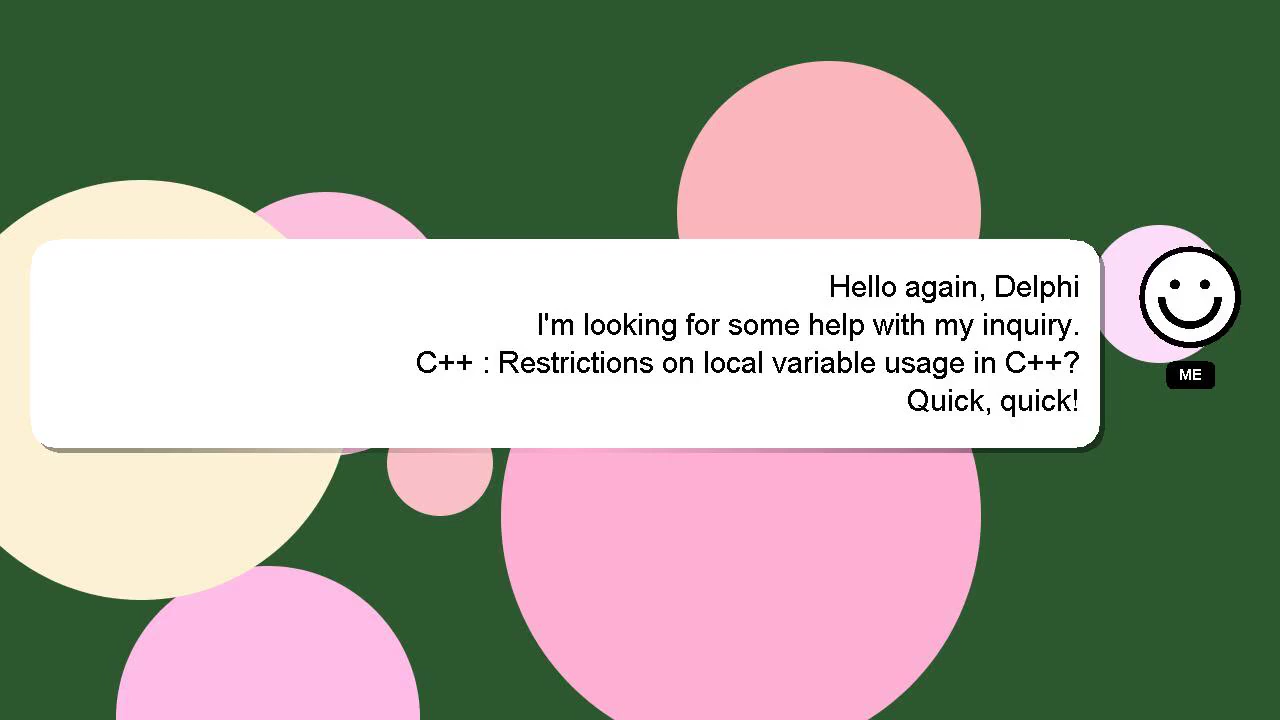 Hello again, Delphi
I'm looking for some help with my inquiry.
C++ : Restrictions on local variable usage in C++?
Quick, quick!
ME